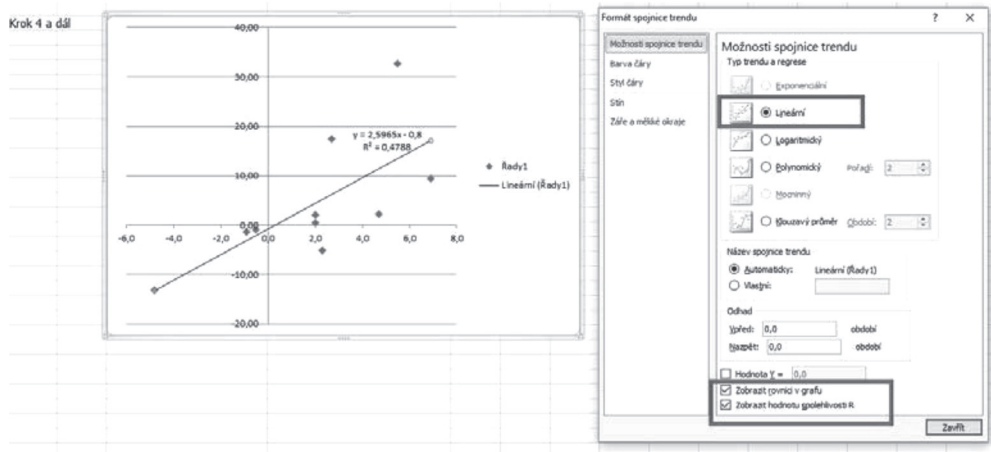 Krok 4 a dál
40,00
30,00
20,00
10,00
0,00
-10,00
-20,00
-6,0 -4,0 -2,0 0,0 2,0 4,0 6,0 8,0
y = 2,5965x - 0,8
R² = 0,4788
Řady1
Lineární (Řady1)
Formát spojnice trendu
Možnosti spojnice trendu
Barva čáry
Styl čáry
Stín
Záře a měkké okraje
Možnosti spojnice trendu
Typ trendu a regrese
Exponenciální
Lineární
Logaritmický
Polynomický Pořadí: 2
Mocninný
Klouzavý průměr Období: 2
Název spojnice trendu
Automaticky: Lineární (Řady1)
Vlastní:
Odhad
Vpřed: 0,0 období
Nazpět: 0,0 období
Hodnota Y = 0,0
Zobrazit rovnici v grafu
Zobrazit hodnotu spolehlivosti R
Zavřít